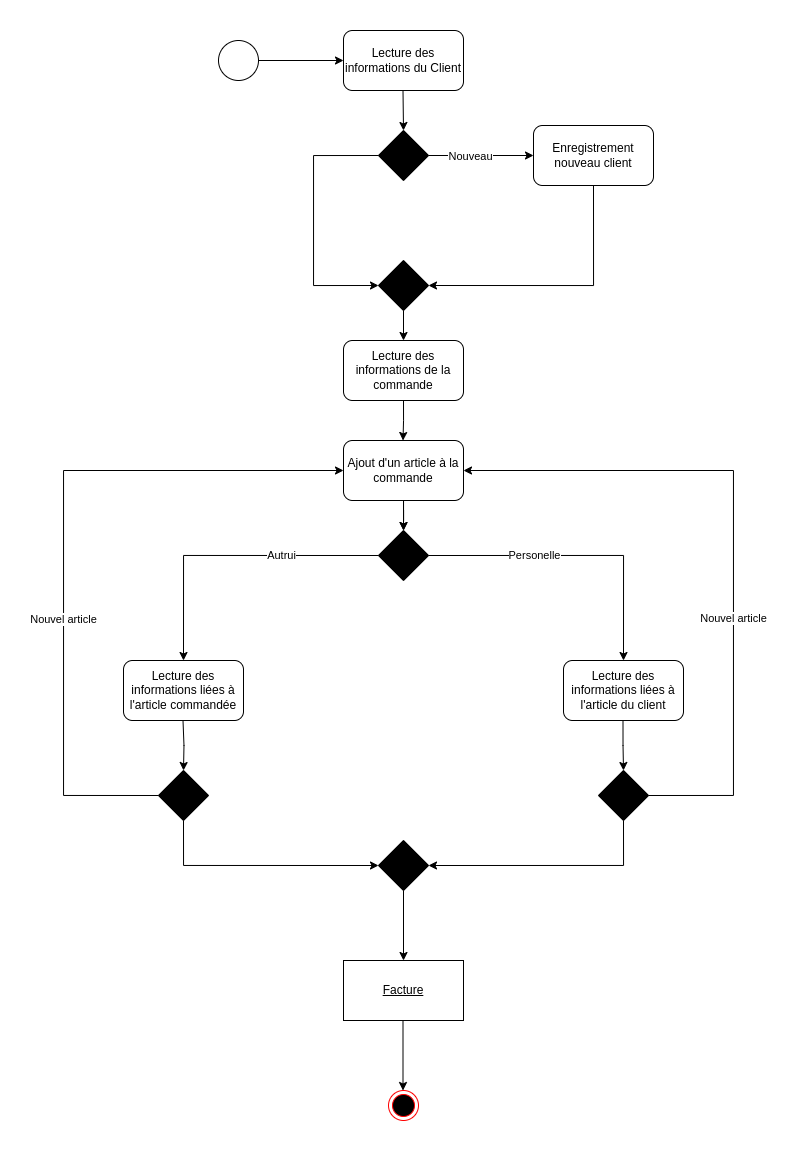 Lecture des
informations du Client
Nouveau
Enregistrement
nouveau client
Lecture des
informations de la
commande
Ajout d'un article à la
commande
Autrui
Personelle
Nouvel article
Nouvel article
Lecture des
informations liées à
l'article commandée
Lecture des
informations liées à
l'article du client
Facture